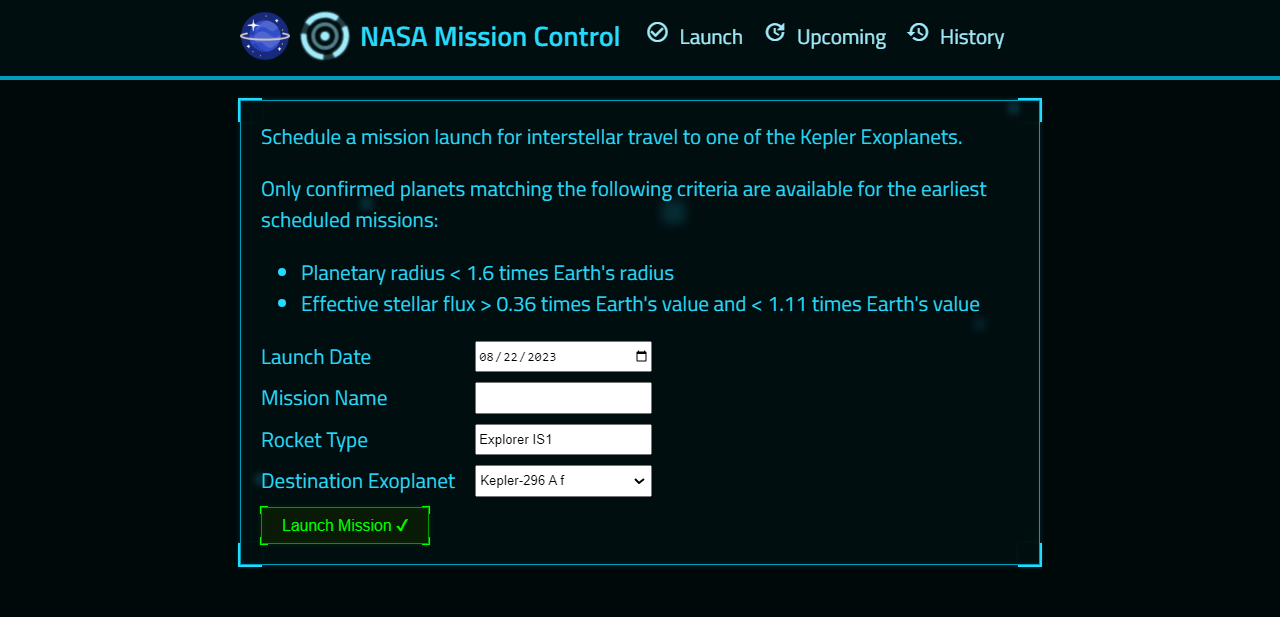 NASA Mission Control Launch Upcoming History
Schedule a mission launch for interstellar travel to one of the Kepler Exoplanets.
Only confirmed planets matching the following criteria are available for the earliest
scheduled missions:
Planetary radius < 1.6 times Earth's radius
Effective stellar flux > 0.36 times Earth's value and < 1.11 times Earth's value
Launch Date 08/22/2023
Mission Name
Rocket Type Explorer IS1
Destination Exoplanet Kepler-296 A f
Launch Mission ✓